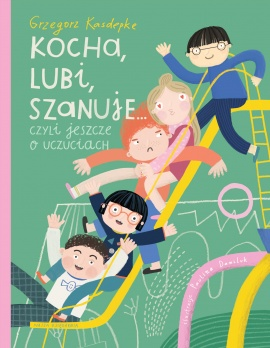 Grzegorz Kasdepke
KOCHA,
LUBI,
SZANUJE...
czyli jeszcze
o uczuciach